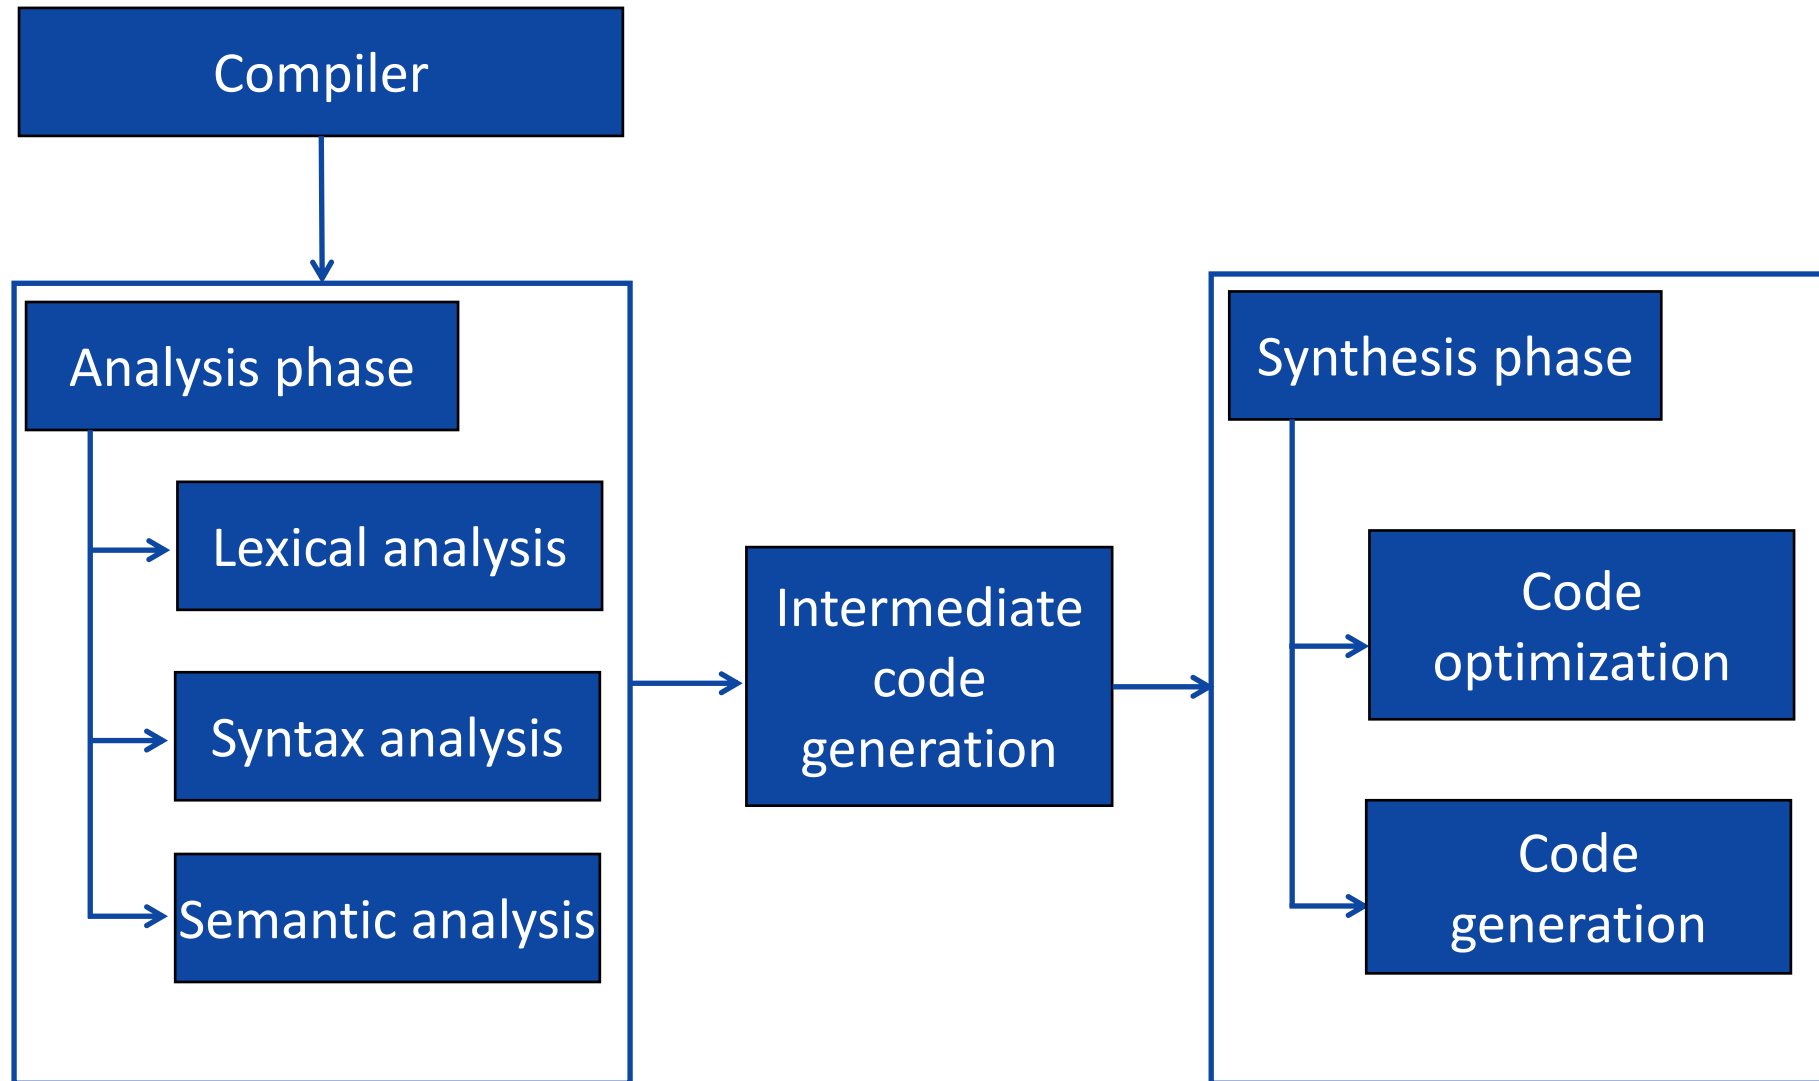 Compiler
Analysis phase
Lexical analysis
Syntax analysis
Semantic analysis
Intermediate
code
generation
Synthesis phase
Code
optimization
Code
generation